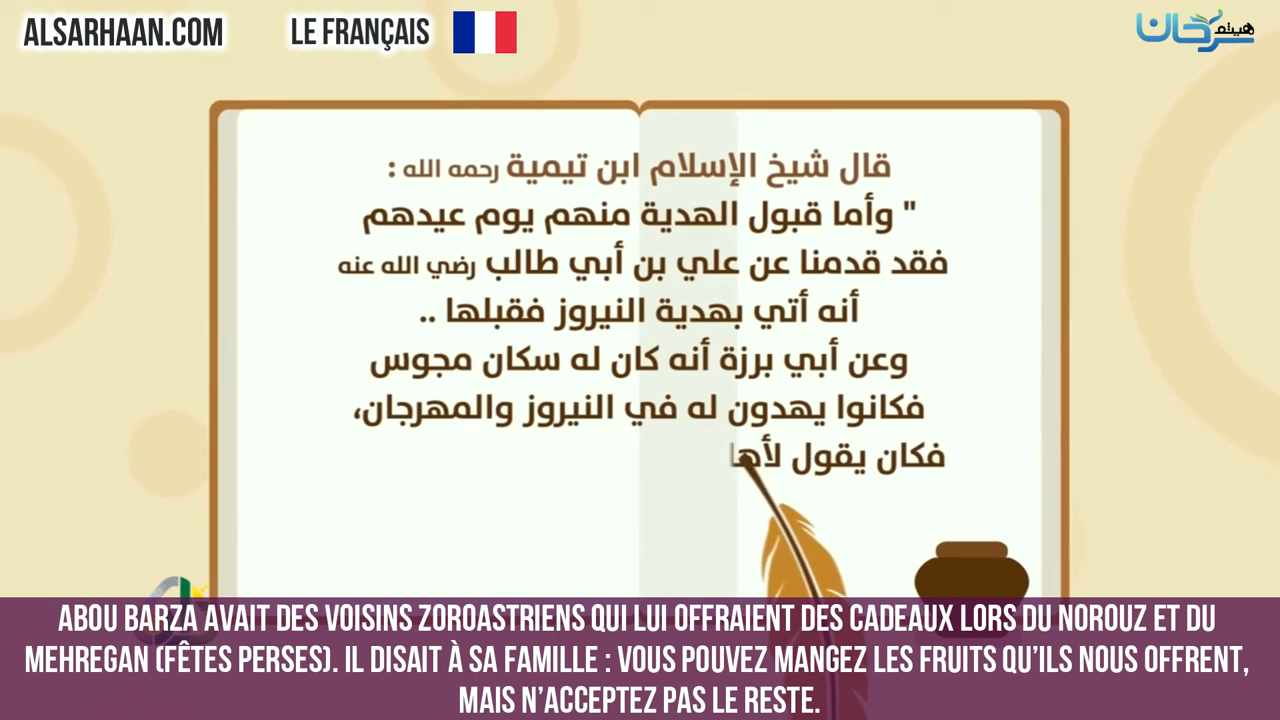 ALSARHAAN.COM
LE FRANÇAIS
هيثم سرحان
قال شيخ الإسلام ابن تيمية رحمه الله :
" وأما قبول الهدية منهم يوم عيدهم
فقد قدمنا عن علي بن أبي طالب رضي الله عنه
أنه أتي بهدية النيروز فقبلها ..
وعن أبي برزة أنه كان له سكان مجوس
فكانوا يهدون له في النيروز والمهرجان،
فكان يقول لأها
ABOU BARZA AVAIT DES VOISINS ZOROASTRIENS QUI LUI OFFRAIENT DES CADEAUX LORS DU NOROUZ ET DU
MEHREGAN (FÊTES PERSES). IL DISAIT À SA FAMILLE : VOUS POUVEZ MANGEZ LES FRUITS QU'ILS NOUS OFFRENT,
MAIS N'ACCEPTEZ PAS LE RESTE.